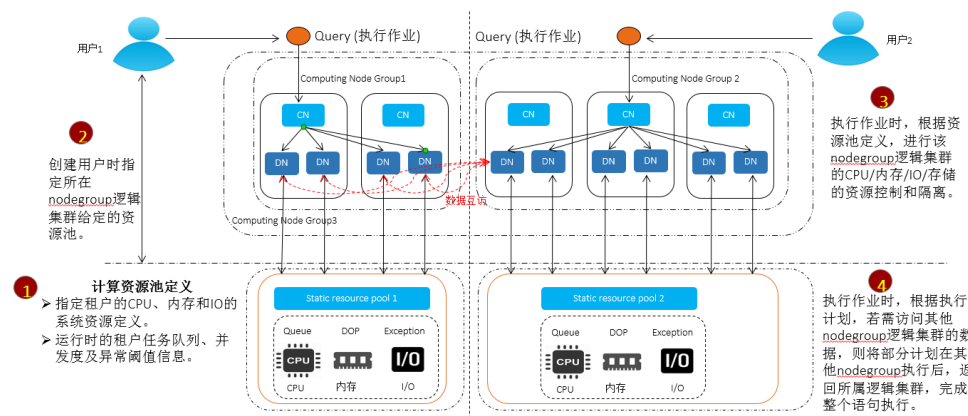 用户1
Query (执行作业)
Query (执行作业)
用户2
Computing Node Group1
Computing Node Group 2
CN
CN
CN
CN
CN
DN
DN
DN
DN
DN
DN
DN
DN
DN
DN
数据互访
Computing Node Group3
2
创建用户时指
定所在
nodegroup逻辑
集群给定的资
源池。
3
执行作业时，根据资
源池定义，进行该
nodegroup逻辑集群
的CPU/内存/IO/存储
的资源控制和隔离。
1
计算资源池定义
➢ 指定租户的CPU、内存和IO的
系统资源定义。
➢ 运行时的租户任务队列、并
发度及异常阈值信息。
Static resource pool 1
Queue
DOP
Exception
CPU
I/O
CPU
内存
I/O
Static resource pool 2
Queue
DOP
Exception
CPU
I/O
CPU
内存
I/O
4
执行作业时，根据执行
计划，若需访问其他
nodegroup逻辑集群的数
据，则将部分计划在其
他nodegroup执行后，返
回所属逻辑集群，完成
整个语句执行。